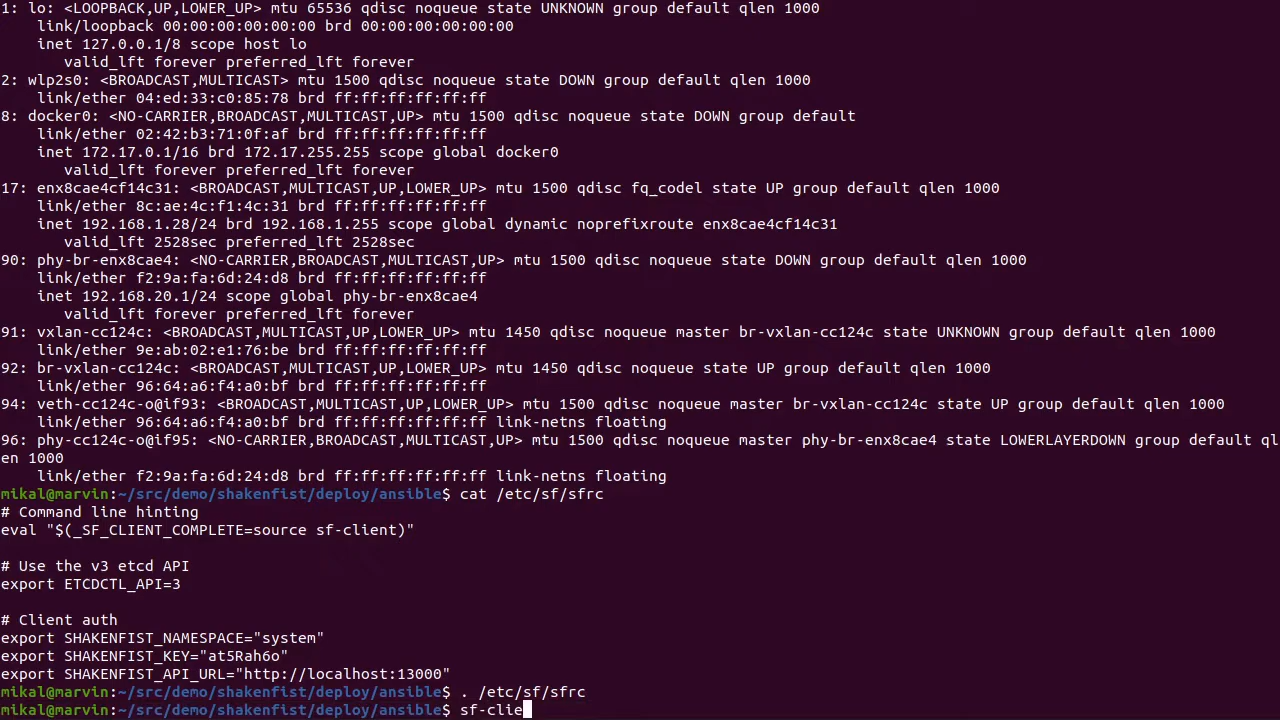 1: lo: <LOOPBACK,UP,LOWER_UP> mtu 65536 qdisc noqueue state UNKNOWN group default qlen 1000
    link/loopback 00:00:00:00:00:00 brd 00:00:00:00:00:00
    inet 127.0.0.1/8 scope host lo
       valid_lft forever preferred_lft forever
2: wlp2s0: <BROADCAST,MULTICAST> mtu 1500 qdisc noqueue state DOWN group default qlen 1000
    link/ether 04:ed:33:c0:85:78 brd ff:ff:ff:ff:ff:ff
8: docker0: <NO-CARRIER,BROADCAST,MULTICAST,UP> mtu 1500 qdisc noqueue state DOWN group default
    link/ether 02:42:b3:71:0f:af brd ff:ff:ff:ff:ff:ff
    inet 172.17.0.1/16 brd 172.17.255.255 scope global docker0
       valid_lft forever preferred_lft forever
17: enx8cae4cf14c31: <BROADCAST,MULTICAST,UP,LOWER_UP> mtu 1500 qdisc fq_codel state UP group default qlen 1000
    link/ether 8c:ae:4c:f1:4c:31 brd ff:ff:ff:ff:ff:ff
    inet 192.168.1.28/24 brd 192.168.1.255 scope global dynamic noprefixroute enx8cae4cf14c31
       valid_lft 2528sec preferred_lft 2528sec
90: phy-br-enx8cae4: <NO-CARRIER,BROADCAST,MULTICAST,UP> mtu 1500 qdisc noqueue state DOWN group default qlen 1000
    link/ether f2:9a:fa:6d:24:d8 brd ff:ff:ff:ff:ff:ff
    inet 192.168.20.1/24 scope global phy-br-enx8cae4
       valid_lft forever preferred_lft forever
91: vxlan-cc124c: <BROADCAST,MULTICAST,UP,LOWER_UP> mtu 1450 qdisc noqueue master br-vxlan-cc124c state UNKNOWN group default qlen 1000
    link/ether 9e:ab:02:e1:76:be brd ff:ff:ff:ff:ff:ff
92: br-vxlan-cc124c: <BROADCAST,MULTICAST,UP,LOWER_UP> mtu 1450 qdisc noqueue state UP group default qlen 1000
    link/ether 96:64:a6:f4:a0:bf brd ff:ff:ff:ff:ff:ff
94: veth-cc124c-o@if93: <BROADCAST,MULTICAST,UP,LOWER_UP> mtu 1500 qdisc noqueue master br-vxlan-cc124c state UP group default qlen 1000
    link/ether 96:64:a6:f4:a0:bf brd ff:ff:ff:ff:ff:ff link-netns floating
96: phy-cc124c-o@if95: <NO-CARRIER,BROADCAST,MULTICAST,UP> mtu 1500 qdisc noqueue master phy-br-enx8cae4 state LOWERLAYERDOWN group default ql
en 1000
    link/ether f2:9a:fa:6d:24:d8 brd ff:ff:ff:ff:ff:ff link-netns floating
mikal@marvin:~/src/demo/shakenfist/deploy/ansible$ cat /etc/sf/sfrc
# Command line hinting
eval "$(_SF_CLIENT_COMPLETE=source sf-client)"

# Use the v3 etcd API
export ETCDCTL_API=3

# Client auth
export SHAKENFIST_NAMESPACE="system"
export SHAKENFIST_KEY="at5Rah6o"
export SHAKENFIST_API_URL="http://localhost:13000"
mikal@marvin:~/src/demo/shakenfist/deploy/ansible$ . /etc/sf/sfrc
mikal@marvin:~/src/demo/shakenfist/deploy/ansible$ sf-clie